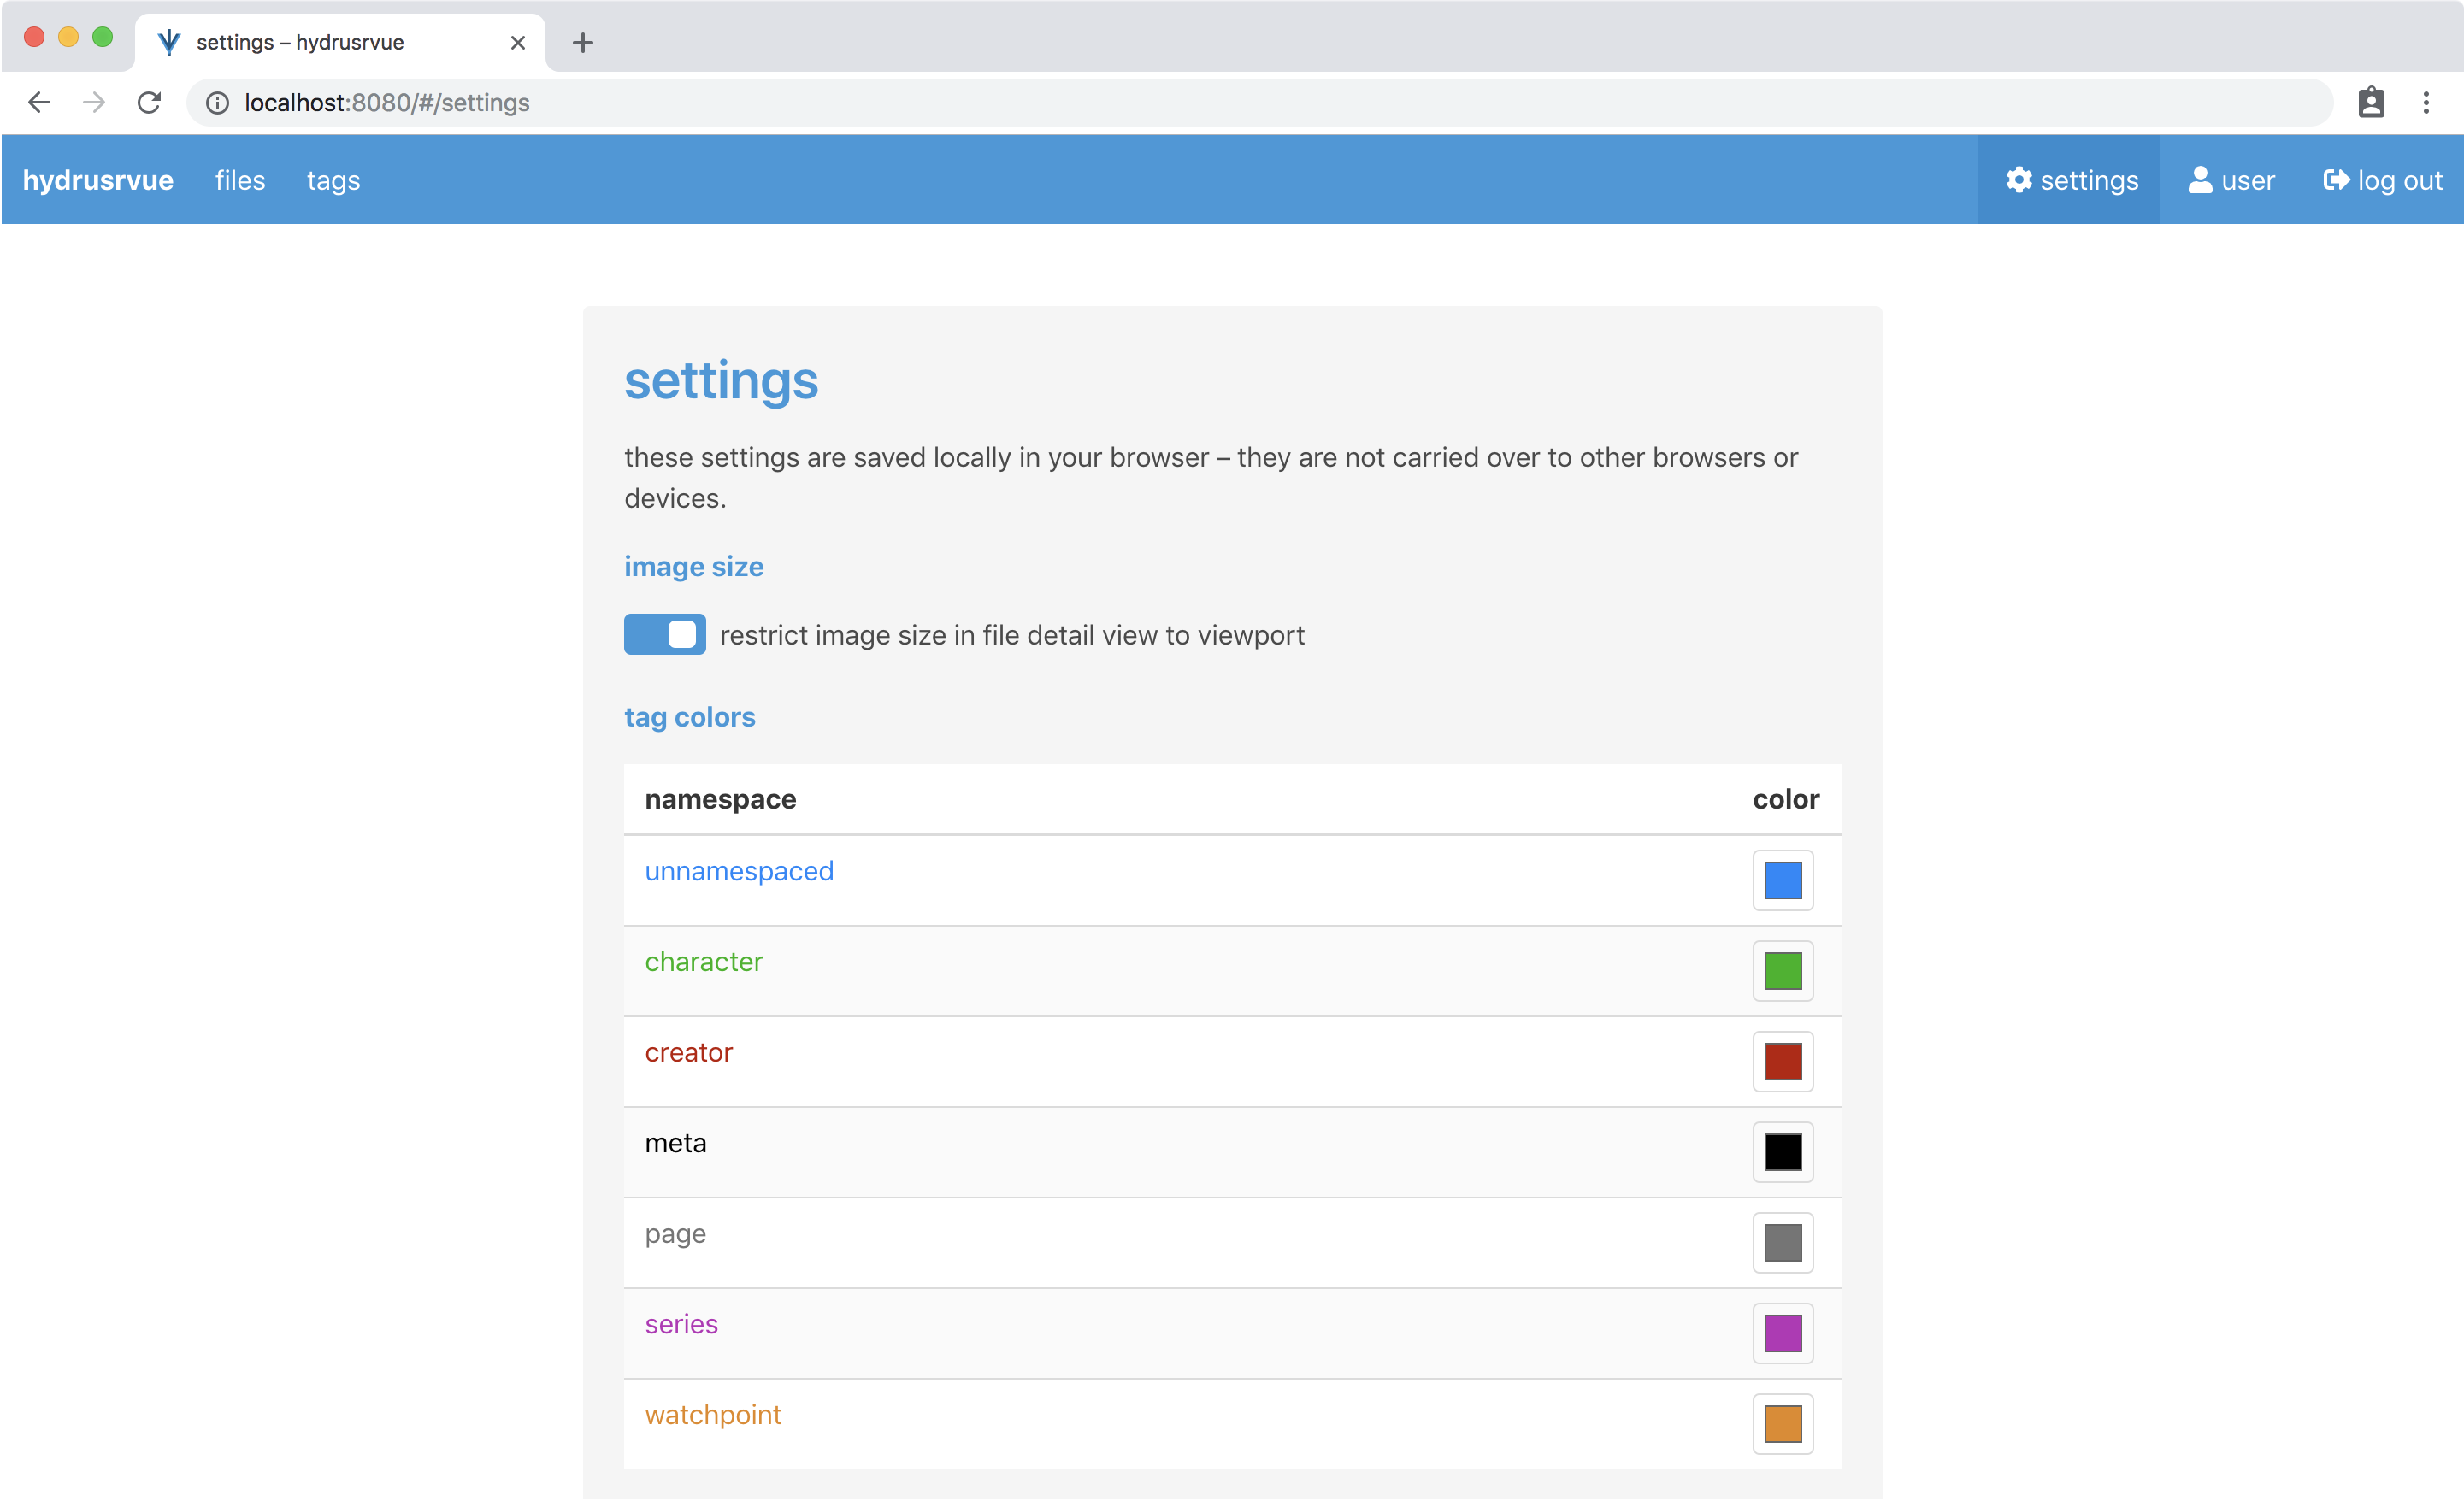 settings – hydrusrvue
localhost:8080/#/settings
hydrusrvue files tags settings user log out
settings
these settings are saved locally in your browser – they are not carried over to other browsers or
devices.
image size
restrict image size in file detail view to viewport
tag colors
namespace color
unnamespaced
character
creator
meta
page
series
watchpoint